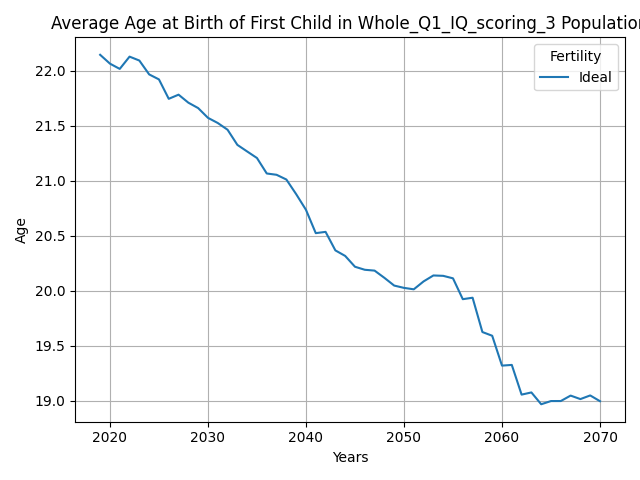 Average Age at Birth of First Child in Whole_Q1_IQ_scoring_3 Population
Fertility
Ideal
22.0
21.5
21.0
20.5
20.0
19.5
19.0
Age
2020 2030 2040 2050 2060 2070
Years